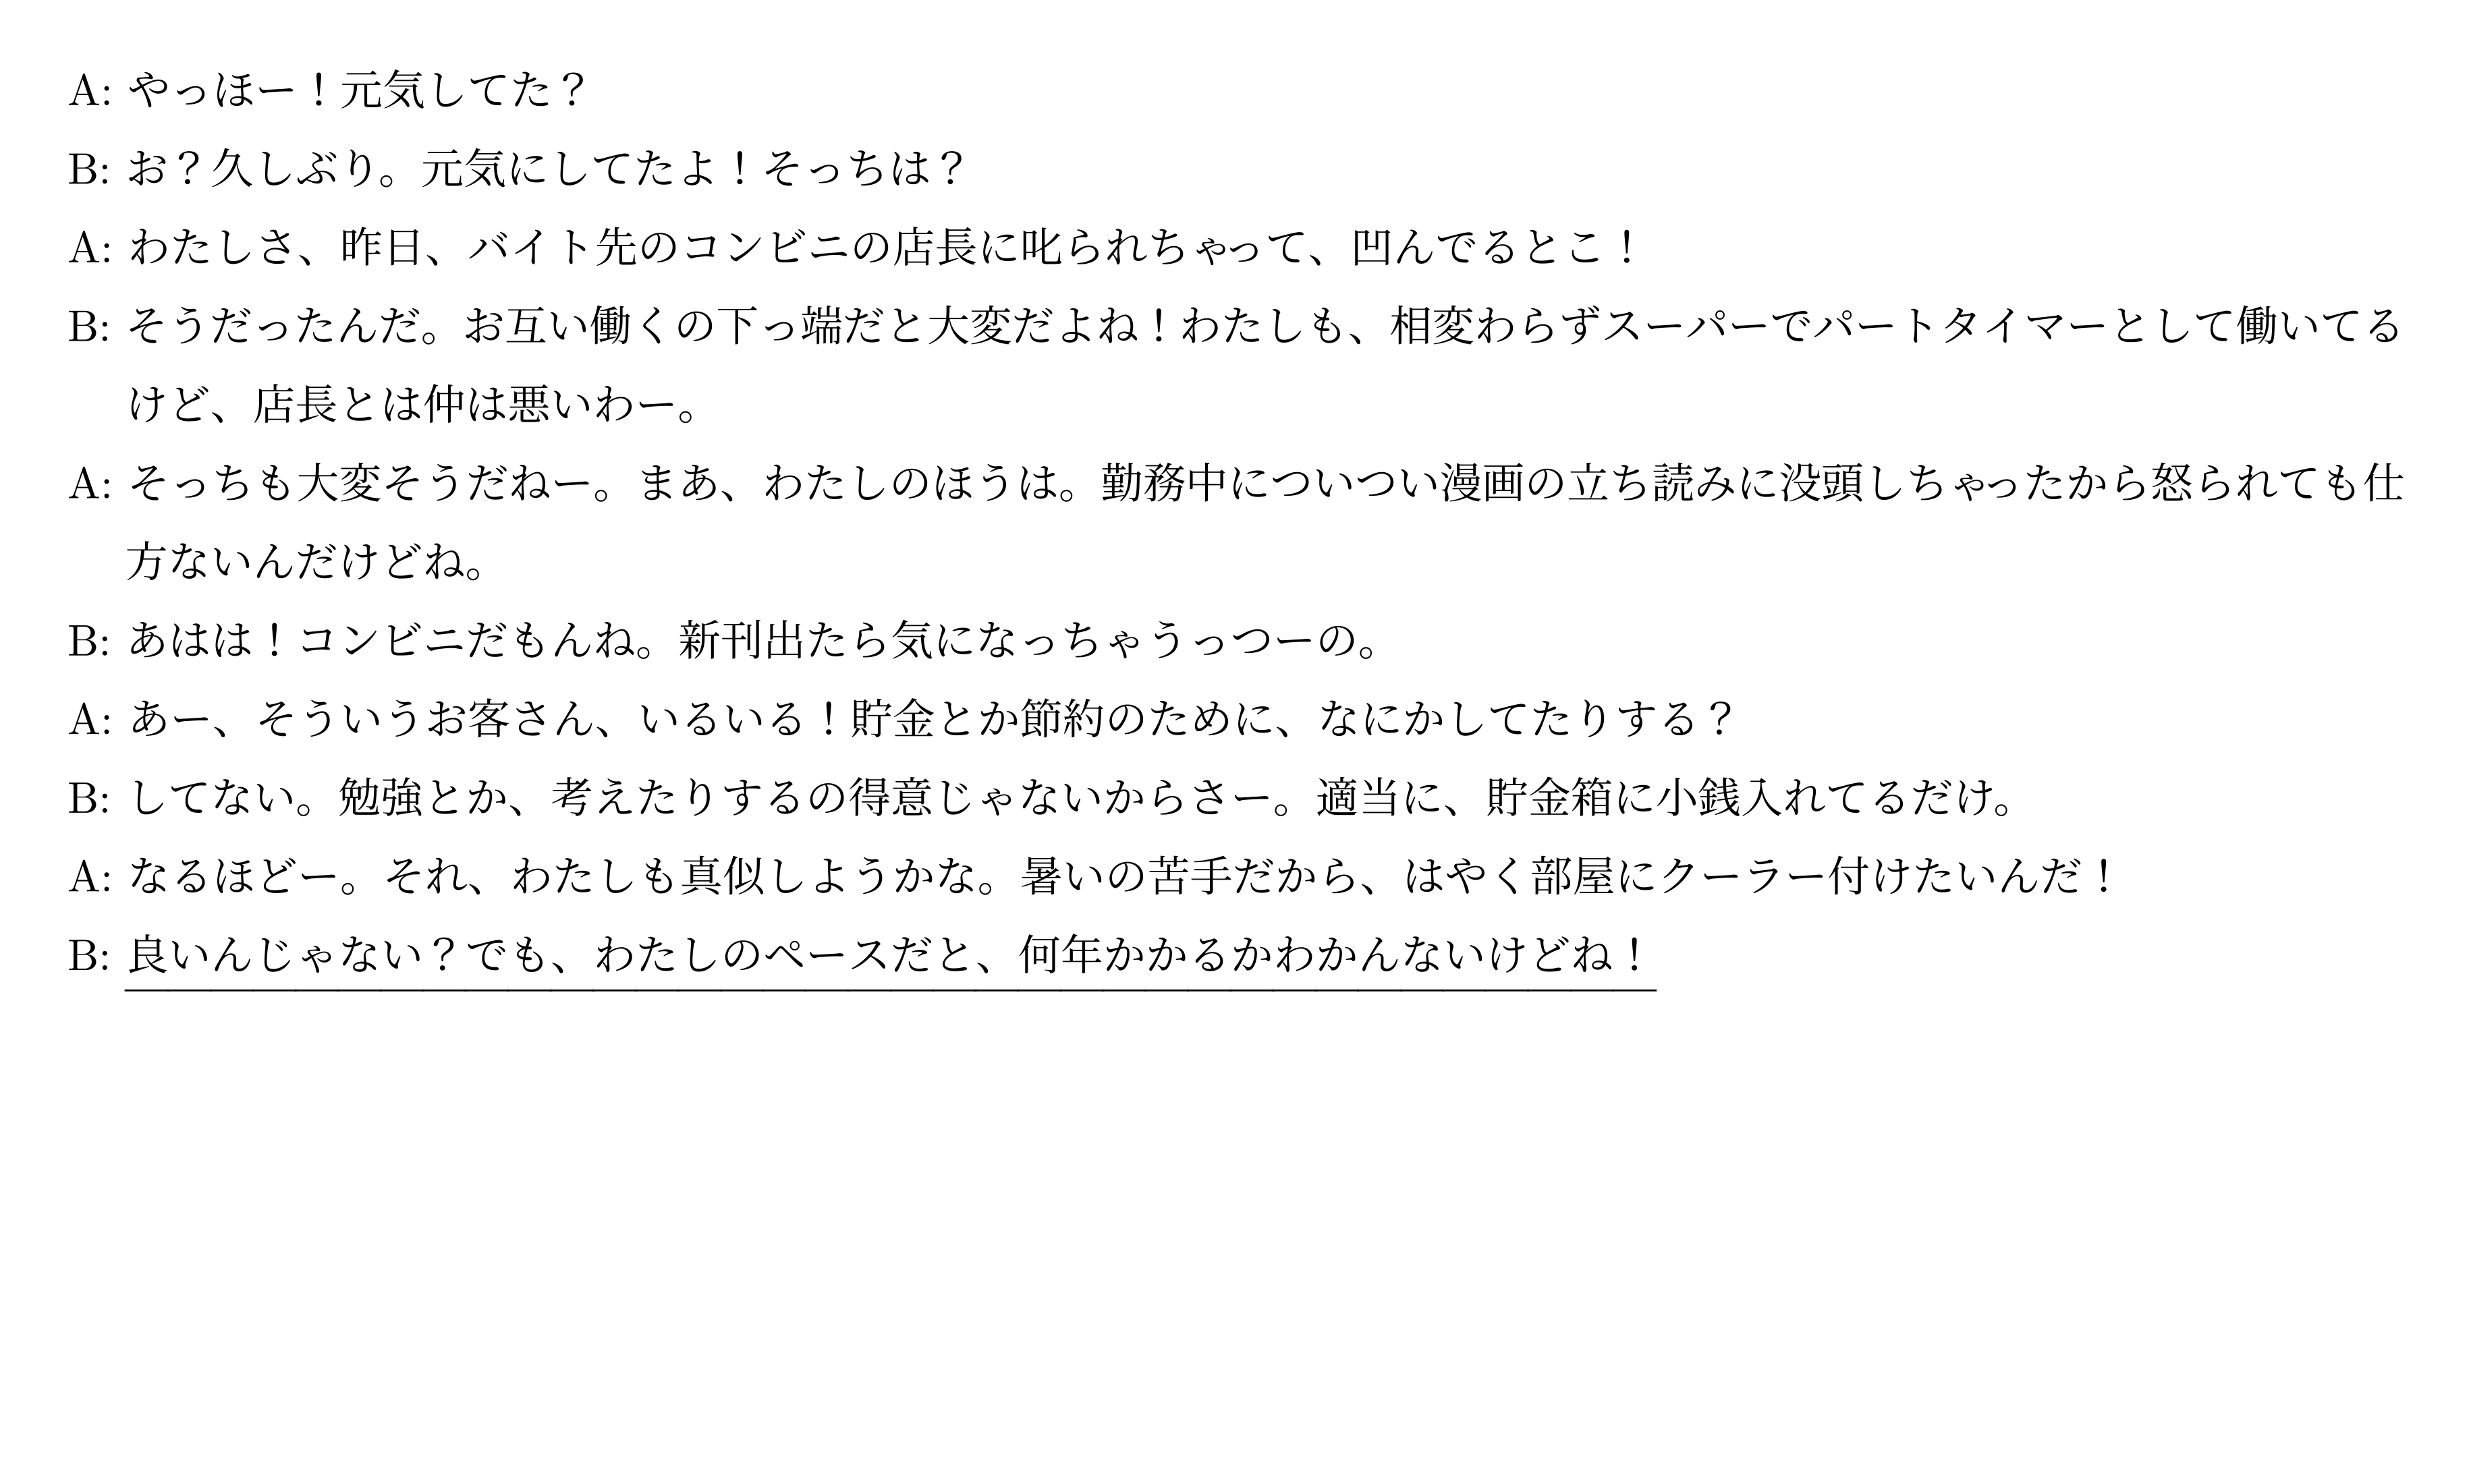 A: やっほー！元気してた？
B: お？久しぶり。元気にしてたよ！そっちは？
A: わたしさ、昨日、バイト先のコンビニの店長に叱られちゃって、凹んでるとこ！
B: そうだったんだ。お互い働くの下っ端だと大変だよね！わたしも、相変わらずスーパーでパートタイマーとして働いてる
けど、店長とは仲は悪いわー。
A: そっちも大変そうだねー。まあ、わたしのほうは。勤務中についつい漫画の立ち読みに没頭しちゃったから怒られても仕
方ないんだけどね。
B: あはは！コンビニだもんね。新刊出たら気になっちゃうっつーの。
A: あー、そういうお客さん、いるいる！貯金とか節約のために、なにかしてたりする？
B: してない。勉強とか、考えたりするの得意じゃないからさー。適当に、貯金箱に小銭入れてるだけ。
A: なるほどー。それ、わたしも真似しようかな。暑いの苦手だから、はやく部屋にクーラー付けたいんだ！
B: 良いんじゃない？でも、わたしのペースだと、何年かかるかわかんないけどね！